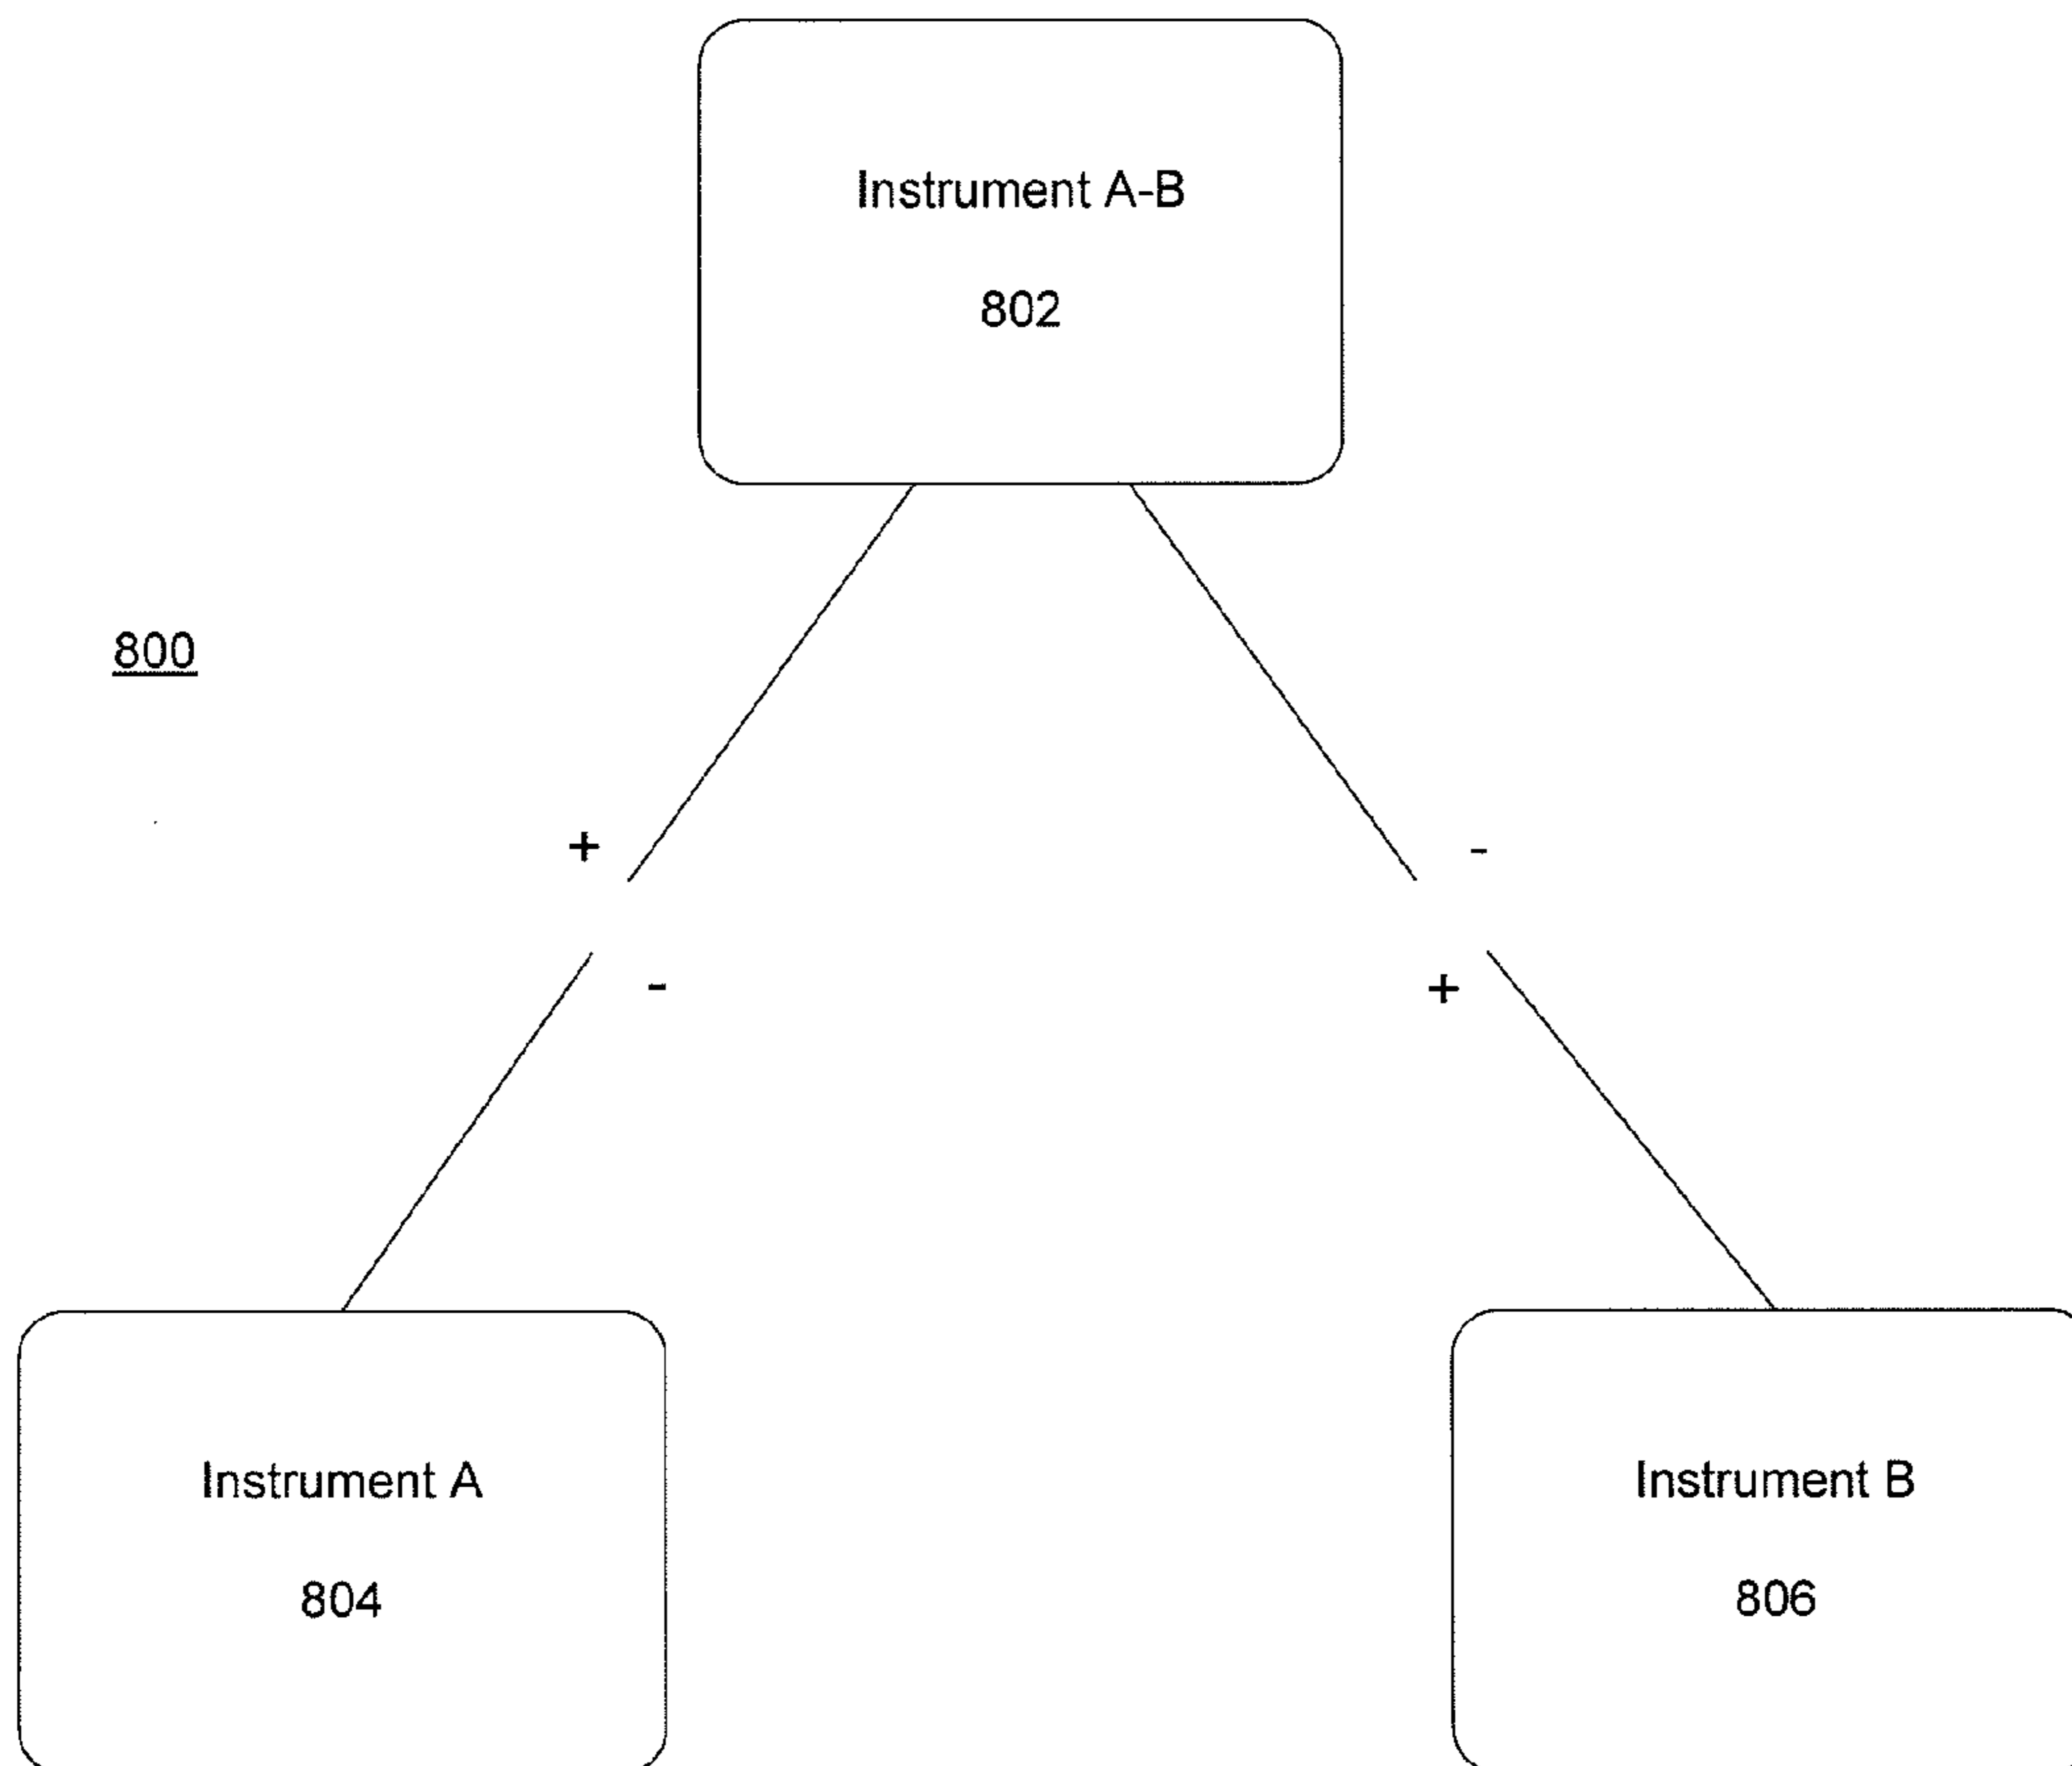 Instrument A-B
802
800
+
-
-
+
Instrument A
804
Instrument B
806